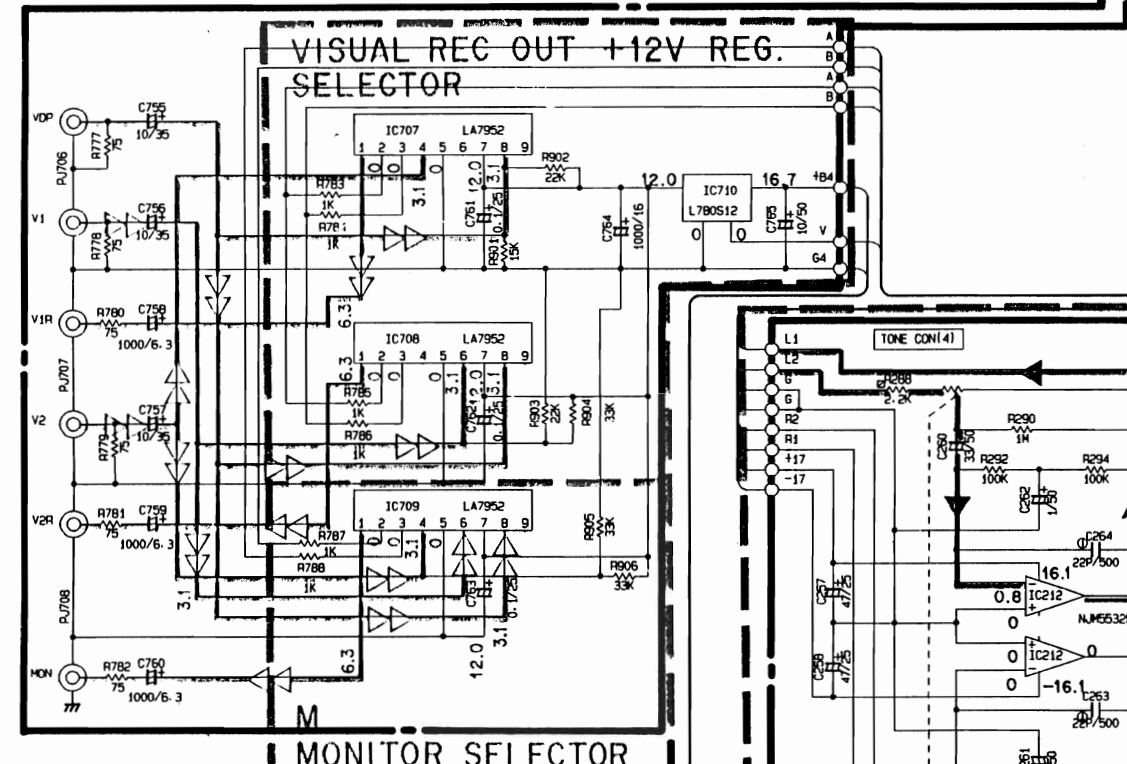 VISUAL REC OUT +12V REG.
SELECTOR
A
B
A
B
VDP
C755
10/35
R777
75
PJ706
IC707 LA7952
1 2 3 4 5 6 7 8 9
0 0 3.1 0 12.0 3.1
R902
22K
R783
1K
1K
C761
0.1/25
R901
15K
C764
1000/16
12.0
IC710
16.7
L780S12
0 0
C765
10/50
+B4
V
G4
V1
C756
10/35
R778
75
V1R
R780
75
C758
1000/6.3
6.3
PJ707
IC708 LA7952
1 2 3 4 5 6 7 8 9
6.3 0 0 0 3.1 12.0 3.1
R785
1K
R786
1K
C762
0.1/25
R903
22K
R904
33K
V2
C757
10/35
R779
75
V2R
R781
75
C759
1000/6.3
IC709 LA7952
1 2 3 4 5 6 7 8 9
0 0 3.1 0
R787
1K
R788
1K
C763
0.1/25
R905
33K
R906
33K
3.1
3.1
12.0
6.3
PJ708
MON
R782
75
C760
1000/6.3
M
MONITOR SELECTOR
TONE CON(4)
L1
L2
G
G
R2
R1
+17
-17
R288
2.2K
C260
33/50
R290
1M
R292
100K
R294
100K
C262
1/50
C264
22P/500
C257
47/25
C258
47/25
16.1
0.8
IC212
0
NJM5532
0
IC212
0
0
-16.1
C263
22P/500